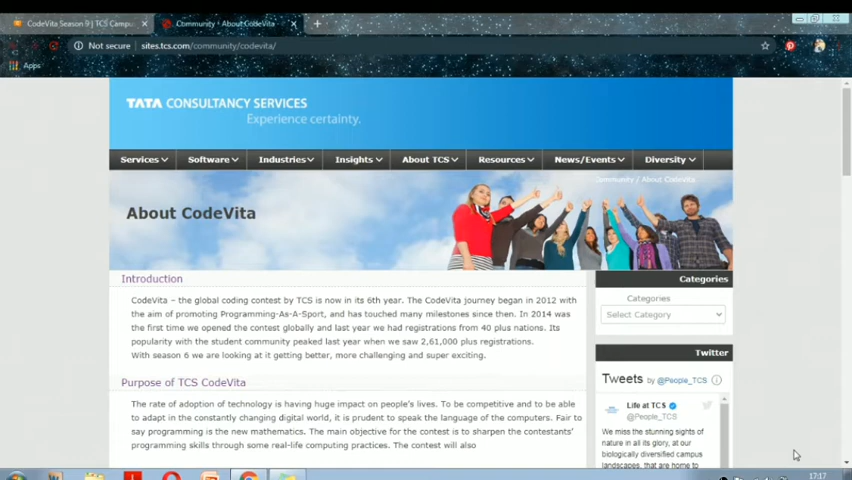 CodeVita Season 9 | TCS Campu
Community - About CodeVita
Not secure | sites.tcs.com/community/codevita/
Apps
TATA CONSULTANCY SERVICES
Experience certainty.
Services Software Industries Insights About TCS Resources News/Events Diversity
Community / About CodeVita
About CodeVita
Introduction
CodeVita – the global coding contest by TCS is now in its 6th year. The CodeVita journey began in 2012 with
the aim of promoting Programming-As-A-Sport, and has touched many milestones since then. In 2014 was
the first time we opened the contest globally and last year we had registrations from 40 plus nations. Its
popularity with the student community peaked last year when we saw 2,61,000 plus registrations.
With season 6 we are looking at it getting better, more challenging and super exciting.
Purpose of TCS CodeVita
The rate of adoption of technology is having huge impact on people's lives. To be competitive and to be able
to adapt in the constantly changing digital world, it is prudent to speak the language of the computers. Fair to
say programming is the new mathematics. The main objective for the contest is to sharpen the contestants'
programming skills through some real-life computing practices. The contest will also
Categories
Categories
Select Category
Twitter
Tweets by @People_TCS
Life at TCS
@People_TCS
We miss the stunning sights of
nature in all its glory, at our
biologically diversified campus
landscapes, that are home to
17:17